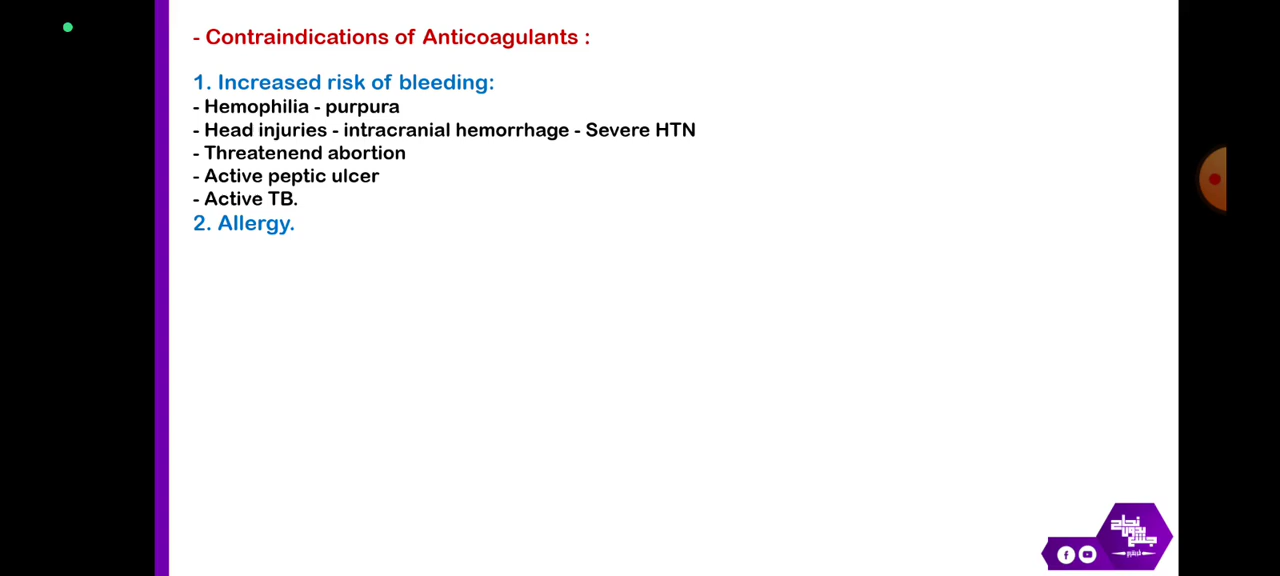 - Contraindications of Anticoagulants :
1. Increased risk of bleeding:
- Hemophilia - purpura
- Head injuries - intracranial hemorrhage - Severe HTN
- Threatenend abortion
- Active peptic ulcer
- Active TB.
2. Allergy.